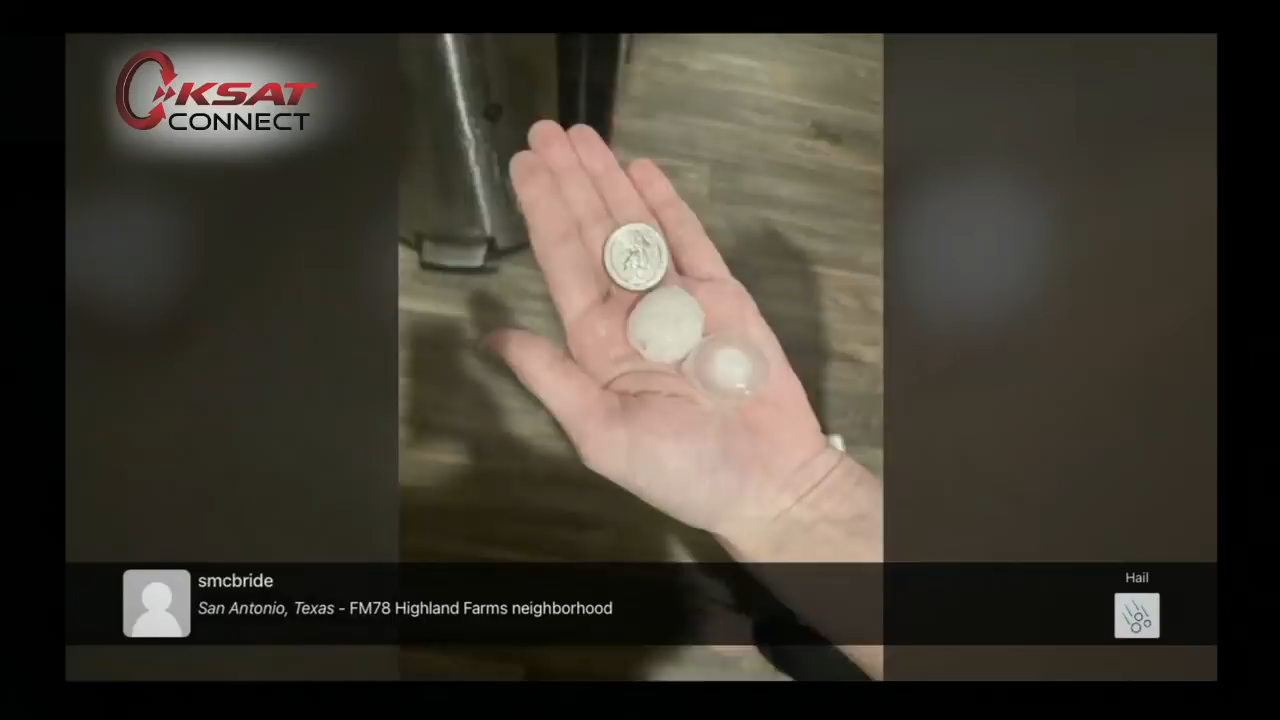 KSAT
CONNECT
smcbride
San Antonio, Texas - FM78 Highland Farms neighborhood
Hail